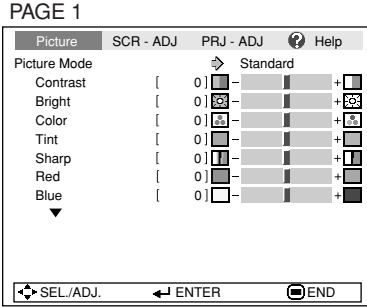 PAGE 1
Picture SCR - ADJ PRJ - ADJ ? Help
Picture Mode Standard
Contrast [ 0 ] - +
Bright [ 0 ] - +
Color [ 0 ] - +
Tint [ 0 ] - +
Sharp [ 0 ] - +
Red [ 0 ] - +
Blue [ 0 ] - +
SEL./ADJ. ENTER END